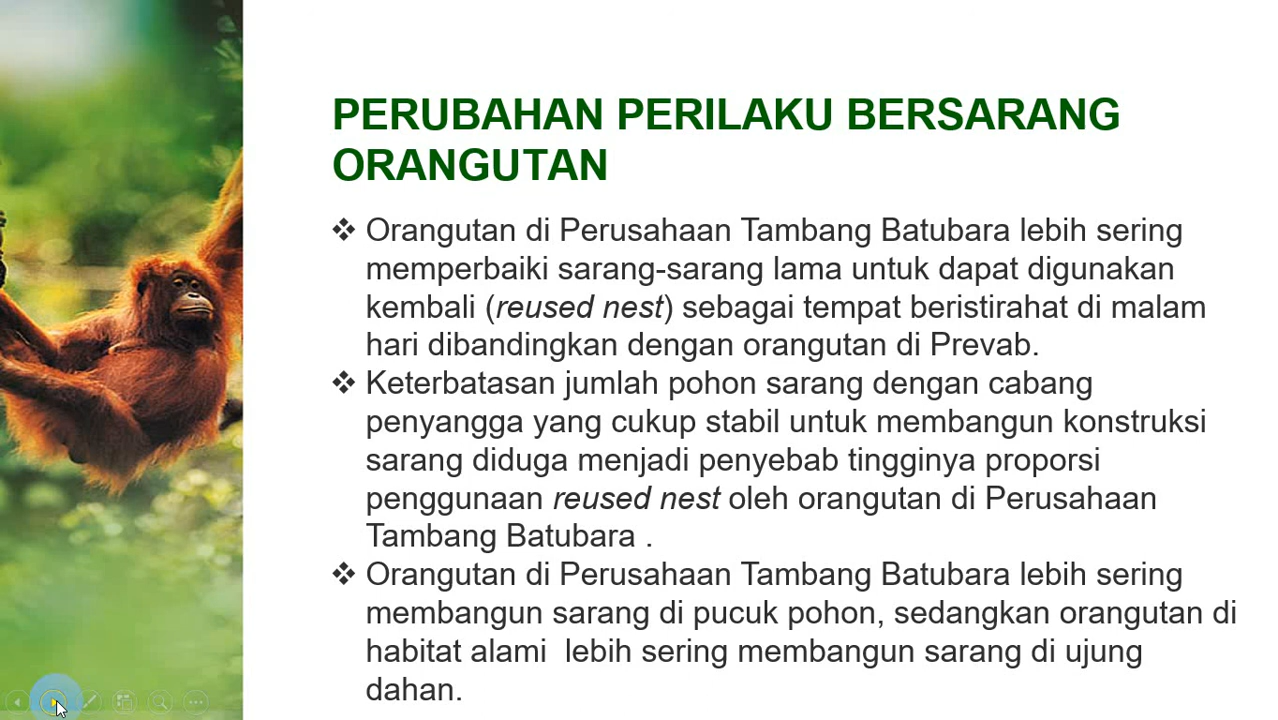 PERUBAHAN PERILAKU BERSARANG
ORANGUTAN
❖ Orangutan di Perusahaan Tambang Batubara lebih sering
memperbaiki sarang-sarang lama untuk dapat digunakan
kembali (reused nest) sebagai tempat beristirahat di malam
hari dibandingkan dengan orangutan di Prevab.
❖ Keterbatasan jumlah pohon sarang dengan cabang
penyangga yang cukup stabil untuk membangun konstruksi
sarang diduga menjadi penyebab tingginya proporsi
penggunaan reused nest oleh orangutan di Perusahaan
Tambang Batubara .
❖ Orangutan di Perusahaan Tambang Batubara lebih sering
membangun sarang di pucuk pohon, sedangkan orangutan di
habitat alami  lebih sering membangun sarang di ujung
dahan.